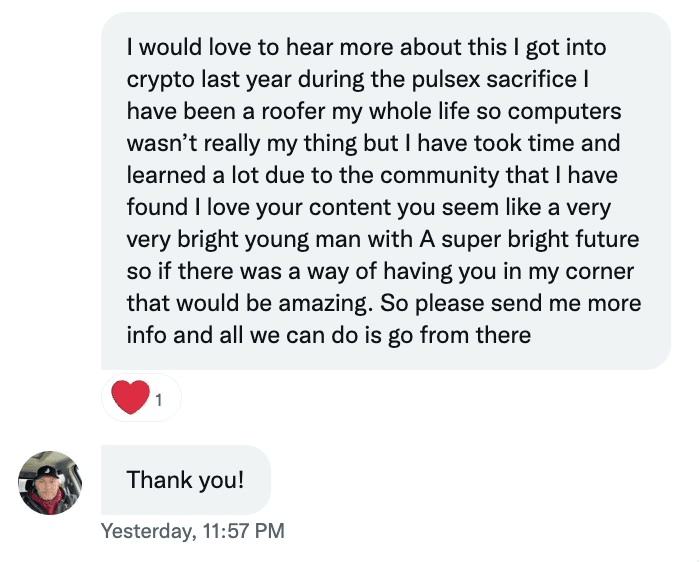 I would love to hear more about this I got into
crypto last year during the pulsex sacrifice I
have been a roofer my whole life so computers
wasn’t really my thing but I have took time and
learned a lot due to the community that I have
found I love your content you seem like a very
very bright young man with A super bright future
so if there was a way of having you in my corner
that would be amazing. So please send me more
info and all we can do is go from there
1
Thank you!
Yesterday, 11:57 PM